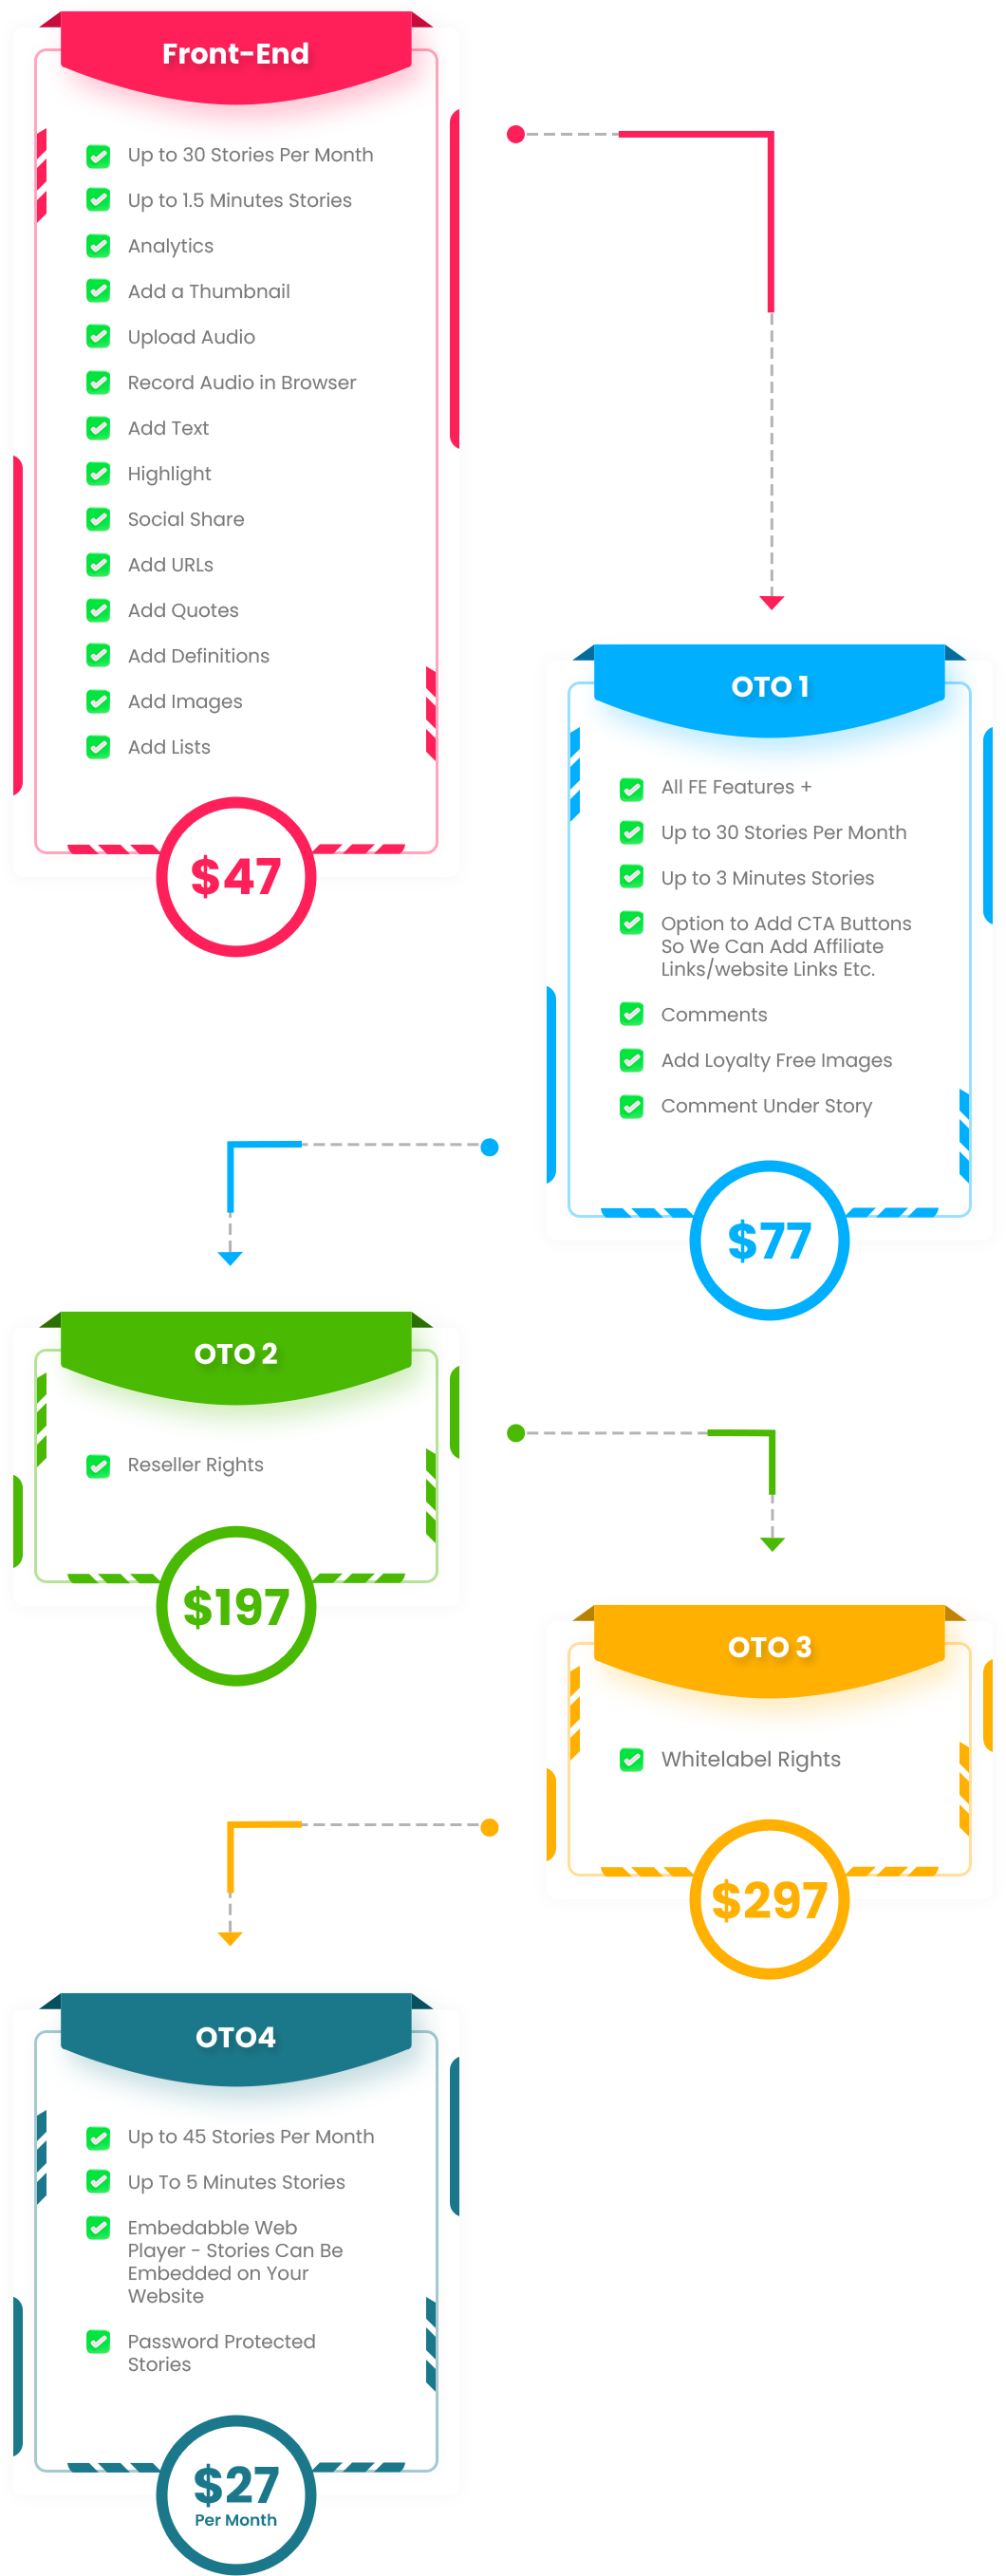 Front-End
Up to 30 Stories Per Month
Up to 1.5 Minutes Stories
Analytics
Add a Thumbnail
Upload Audio
Record Audio in Browser
Add Text
Highlight
Social Share
Add URLs
Add Quotes
Add Definitions
Add Images
Add Lists
$47
OTO 1
All FE Features +
Up to 30 Stories Per Month
Up to 3 Minutes Stories
Option to Add CTA Buttons
So We Can Add Affiliate
Links/website Links Etc.
Comments
Add Loyalty Free Images
Comment Under Story
$77
OTO 2
Reseller Rights
$197
OTO 3
Whitelabel Rights
$297
OTO4
Up to 45 Stories Per Month
Up To 5 Minutes Stories
Embedabble Web
Player - Stories Can Be
Embedded on Your
Website
Password Protected
Stories
$27
Per Month